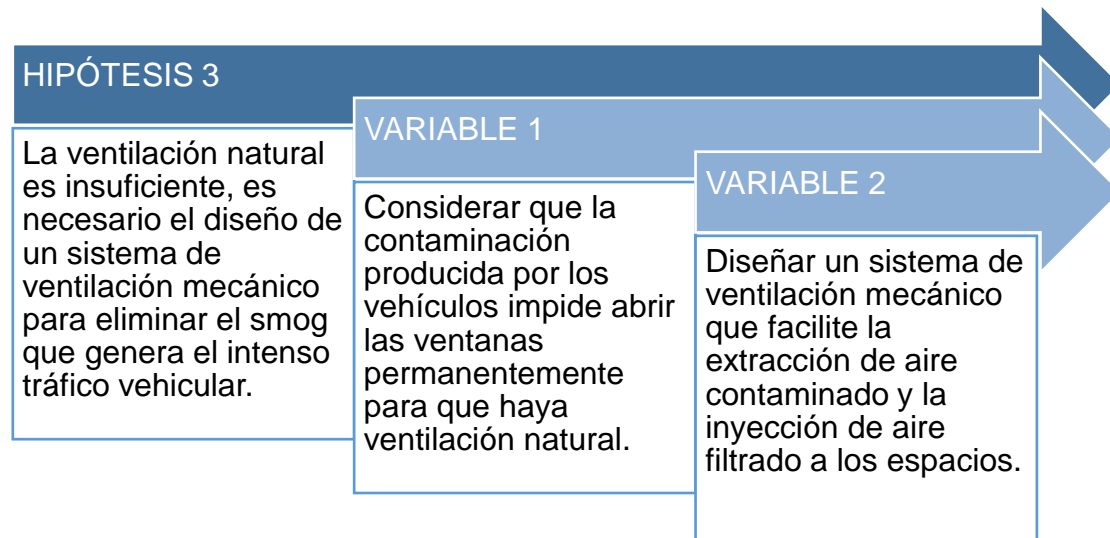 HIPÓTESIS 3
La ventilación natural
es insuficiente, es
necesario el diseño de
un sistema de
ventilación mecánico
para eliminar el smog
que genera el intenso
tráfico vehicular.
VARIABLE 1
Considerar que la
contaminación
producida por los
vehículos impide abrir
las ventanas
permanentemente
para que haya
ventilación natural.
VARIABLE 2
Diseñar un sistema de
ventilación mecánico
que facilite la
extracción de aire
contaminado y la
inyección de aire
filtrado a los espacios.